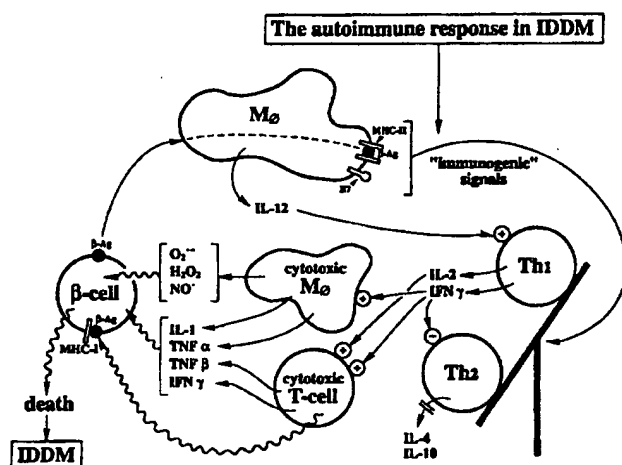 The autoimmune response in IDDM
MØ
MHC-II
Ag
B7
"immunogenic"
signals
IL-12
β-Ag
β-cell
β-Ag
MHC-I
O₂⁻
H₂O₂
NO·
cytotoxic
MØ
IL-2
IFN γ
Th1
IL-1
TNF α
TNF β
IFN γ
cytotoxic
T-cell
Th2
IL-4
IL-10
death
IDDM